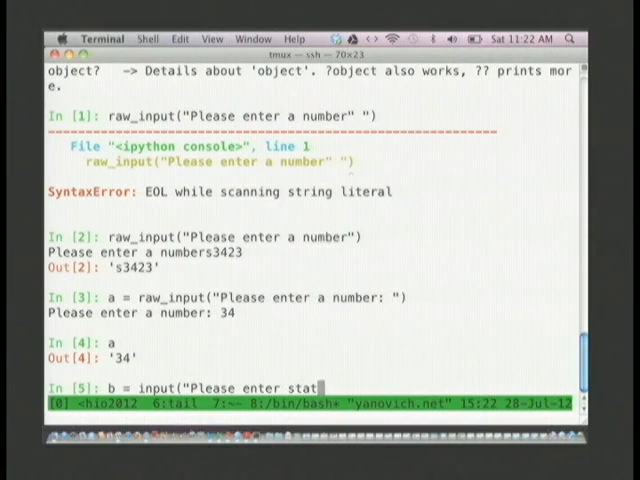 Terminal Shell Edit View Window Help Sat 11:22 AM
tmux — ssh — 70×23
object?   -> Details about 'object'. ?object also works, ?? prints mor
e.
In [1]: raw_input("Please enter a number" ")
File "<ipython console>", line 1
raw_input("Please enter a number" ")
^
SyntaxError: EOL while scanning string literal
In [2]: raw_input("Please enter a number")
Please enter a numbers3423
Out[2]: 's3423'
In [3]: a = raw_input("Please enter a number: ")
Please enter a number: 34
In [4]: a
Out[4]: '34'
In [5]: b = input("Please enter stat
[0] <hio2012  6:tail  7:~- 8:/bin/bash* "yanovich.net" 15:22 28-Jul-12